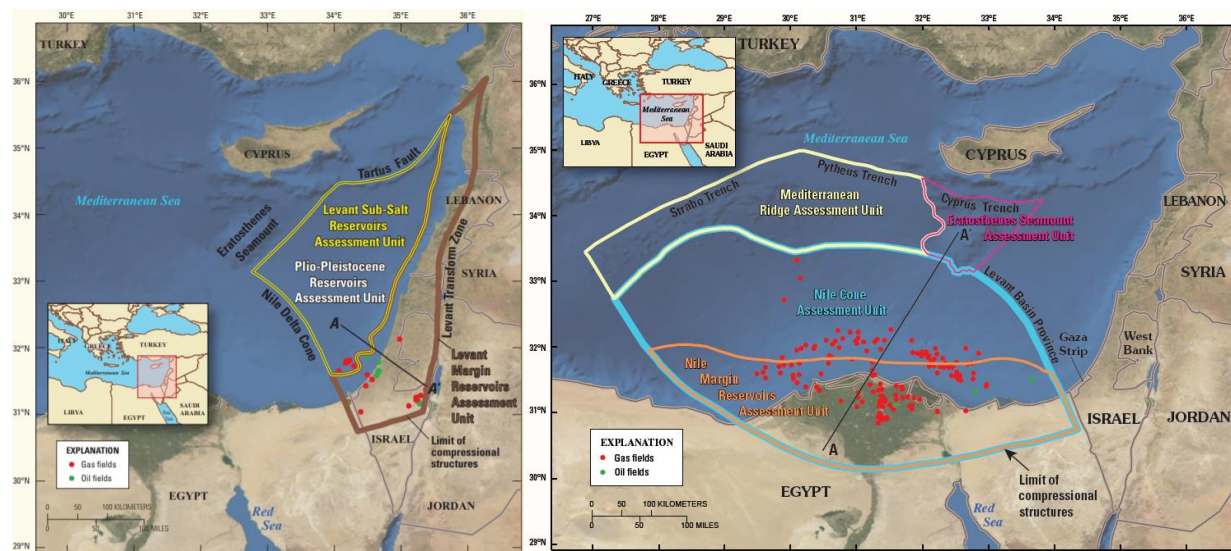 30°E
31°E
32°E
33°E
34°E
35°E
36°E
TURKEY
36°N
35°N
34°N
33°N
32°N
31°N
30°N
29°N
CYPRUS
Tartus Fault
Mediterranean Sea
Eratosthenes
Seamount
Levant Sub-Salt
Reservoirs
Assessment Unit
Plio-Pleistocene
Reservoirs
Assessment Unit
Nile Delta
Cone
LEBANON
SYRIA
Levant Transform Zone
A
A'
Levant
Margin
Reservoirs
Assessment
Unit
ISRAEL
Limit of
compressional
structures
JORDAN
EGYPT
Red
Sea
ITALY
GREECE
TURKEY
Mediterranean Sea
LIBYA
EGYPT
SAUDI
ARABIA
Red
Sea
EXPLANATION
Gas fields
Oil fields
0 50 100 KILOMETERS
0 50 100 MILES
27°E
28°E
29°E
30°E
31°E
32°E
33°E
34°E
35°E
36°E
TURKEY
36°N
35°N
34°N
33°N
32°N
31°N
30°N
29°N
ITALY
GREECE
TURKEY
Mediterranean
Sea
LIBYA
EGYPT
SAUDI
ARABIA
Mediterranean Sea
CYPRUS
Strabo Trench
Pytheus Trench
Mediterranean
Ridge Assessment Unit
Cyprus Trench
Eratosthenes Seamount
Assessment Unit
A'
LEBANON
SYRIA
Nile Cone
Assessment Unit
Levant Basin Province
Gaza
Strip
West
Bank
Nile
Margin
Reservoirs
Assessment Unit
A
ISRAEL
JORDAN
EGYPT
Limit of
compressional
structures
Red
Sea
EXPLANATION
Gas fields
Oil fields
0 50 100 KILOMETERS
0 50 100 MILES